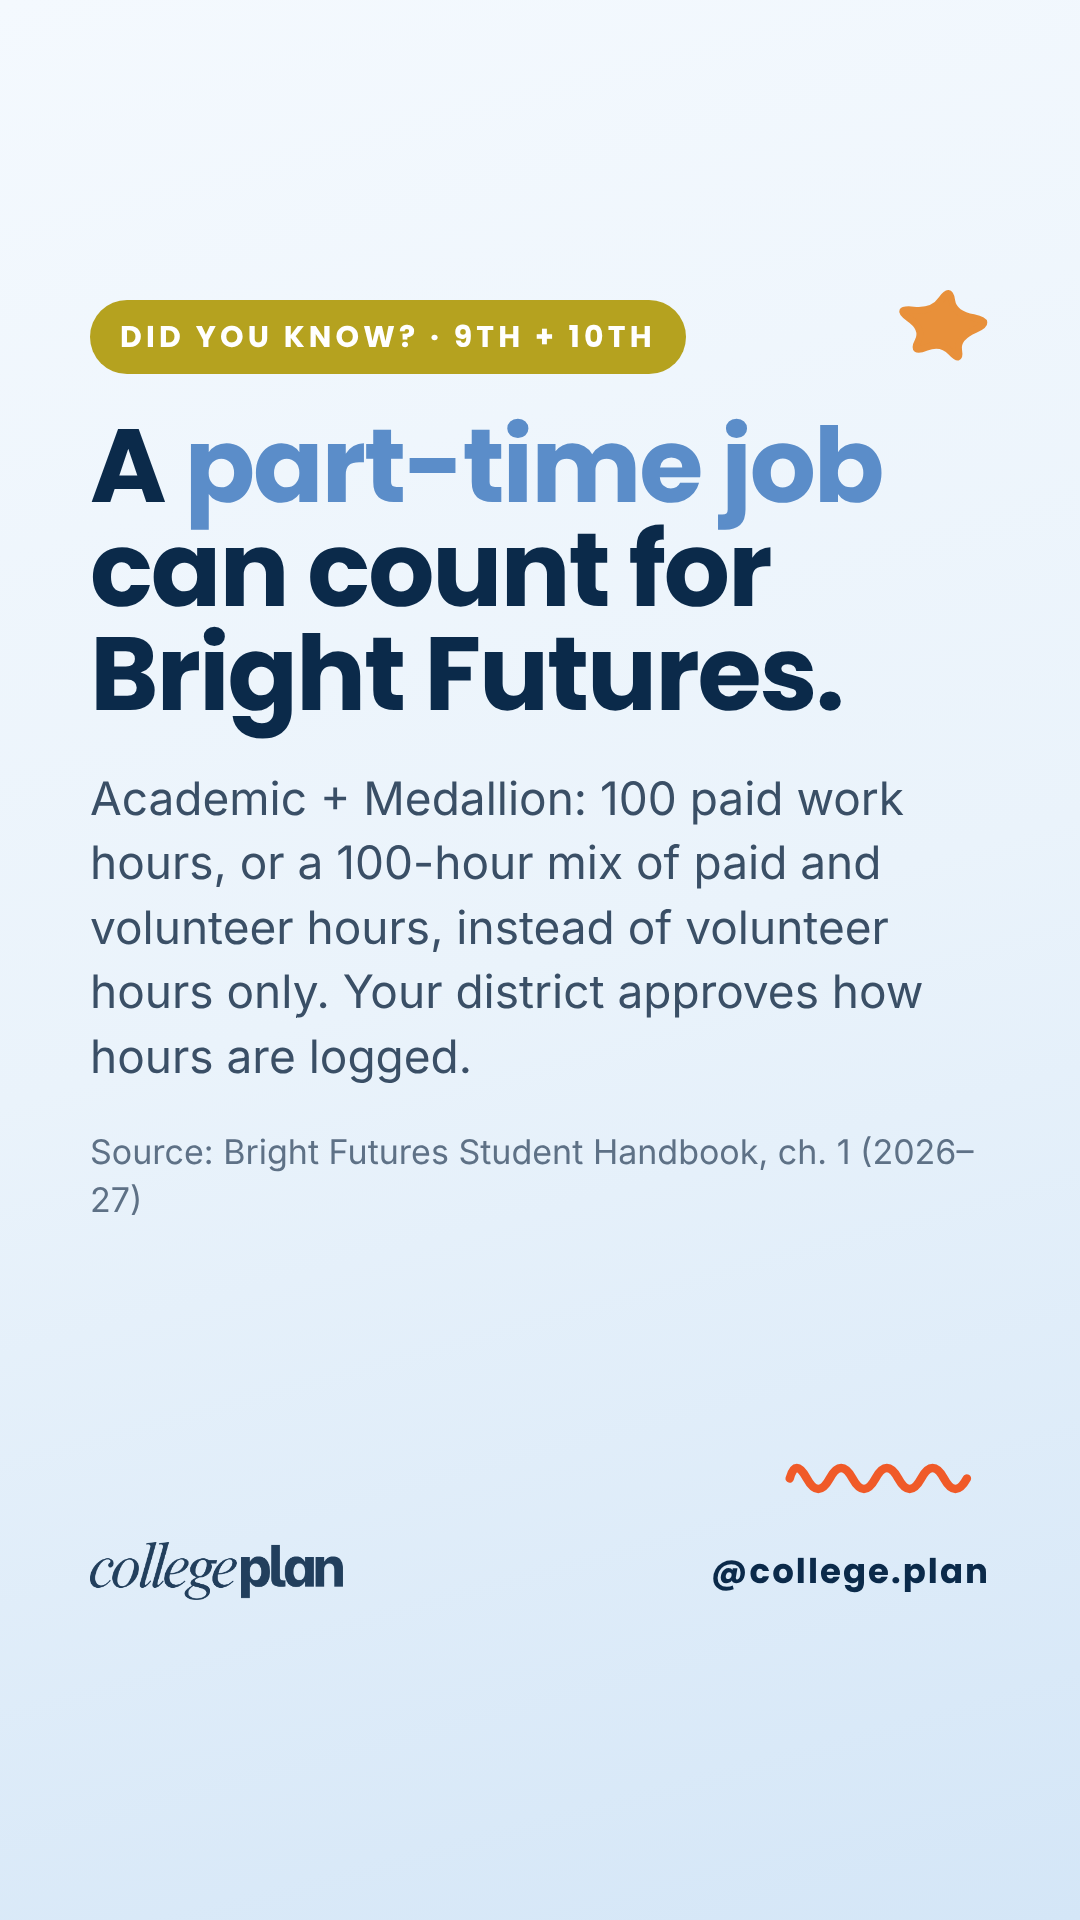 DID YOU KNOW? · 9TH + 10TH
A part-time job
can count for
Bright Futures.
Academic + Medallion: 100 paid work
hours, or a 100-hour mix of paid and
volunteer hours, instead of volunteer
hours only. Your district approves how
hours are logged.
Source: Bright Futures Student Handbook, ch. 1 (2026–
27)
collegeplan
@college.plan